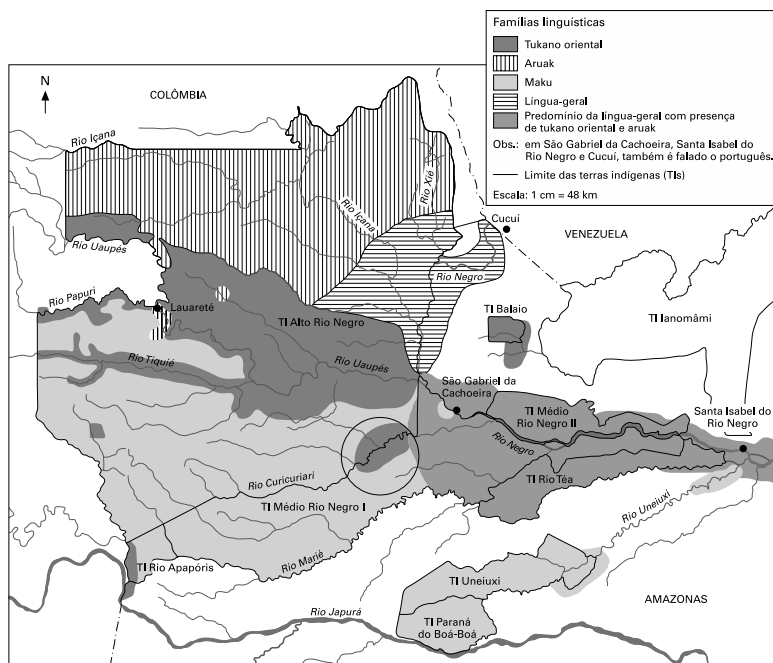 Famílias linguísticas
Tukano oriental
Aruak
Maku
Língua-geral
Predomínio da língua-geral com presença
de tukano oriental e aruak
Obs.: em São Gabriel da Cachoeira, Santa Isabel do
Rio Negro e Cucuí, também é falado o português.
Limite das terras indígenas (TIs)
Escala: 1 cm = 48 km
N
COLÔMBIA
Rio Içana
Rio Xié
Rio Içana
Cucuí
VENEZUELA
Rio Uaupés
Rio Negro
Rio Papuri
Lauareté
TI Alto Rio Negro
TI Balaio
TI Ianomâmi
Rio Tiquié
Rio Uaupés
São Gabriel da
Cachoeira
TI Médio
Rio Negro II
Santa Isabel do
Rio Negro
Rio Negro
Rio Curicuriari
TI Rio Téa
TI Médio Rio Negro I
Rio Uneiuxi
TI Rio Apapóris
Rio Marié
TI Uneiuxi
AMAZONAS
Rio Japurá
TI Paraná
do Boá-Boá